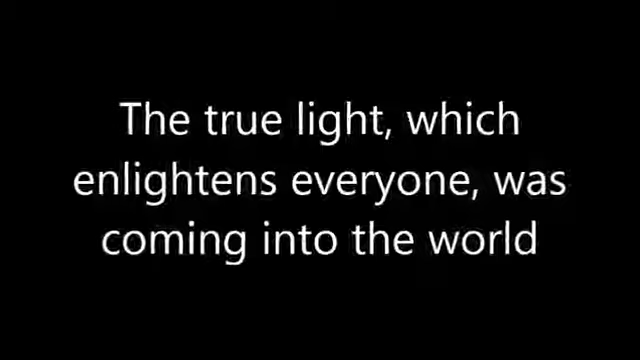 The true light, which
enlightens everyone, was
coming into the world